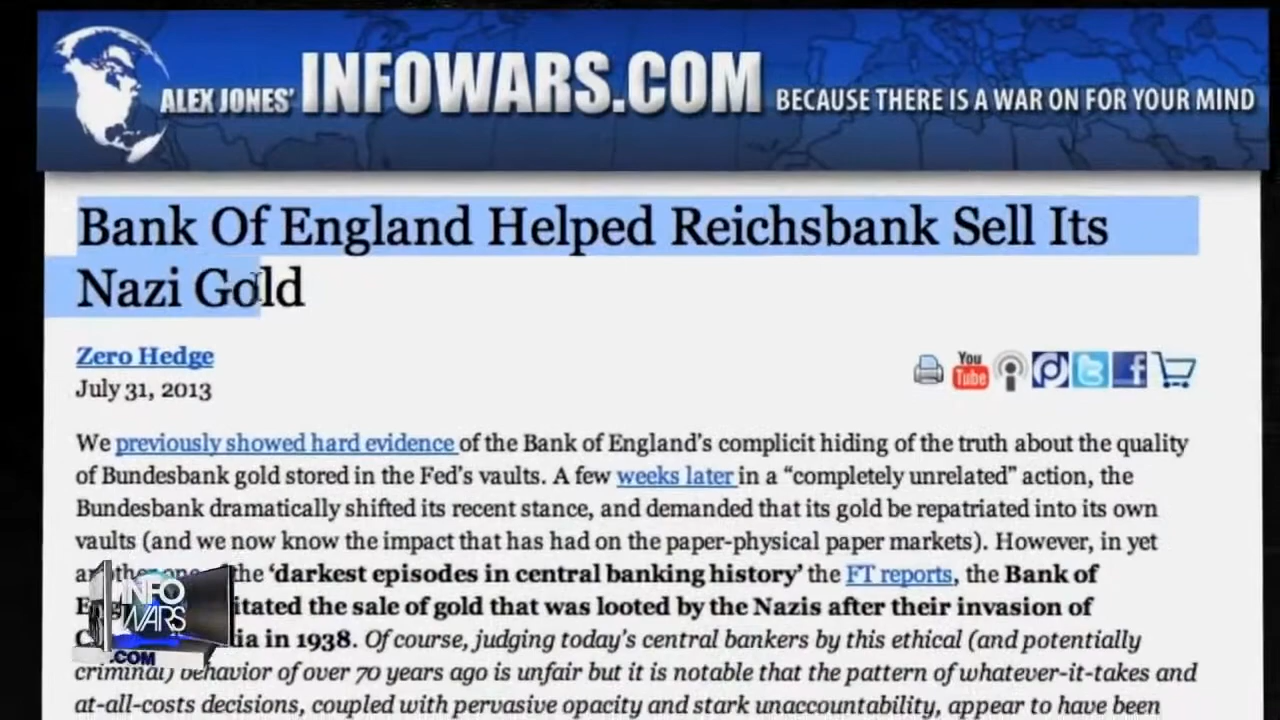 ALEX JONES' INFOWARS.COM BECAUSE THERE IS A WAR ON FOR YOUR MIND
Bank Of England Helped Reichsbank Sell Its
Nazi Gold
Zero Hedge
July 31, 2013
You
Tube
We previously showed hard evidence of the Bank of England's complicit hiding of the truth about the quality
of Bundesbank gold stored in the Fed's vaults. A few weeks later in a “completely unrelated” action, the
Bundesbank dramatically shifted its recent stance, and demanded that its gold be repatriated into its own
vaults (and we now know the impact that has had on the paper-physical paper markets). However, in yet
the ‘darkest episodes in central banking history’ the FT reports, the Bank of
the sale of gold that was looted by the Nazis after their invasion of
in 1938. Of course, judging today's central bankers by this ethical (and potentially
criminal) behavior of over 70 years ago is unfair but it is notable that the pattern of whatever-it-takes and
at-all-costs decisions, coupled with pervasive opacity and stark unaccountability, appear to have been
INFO
WARS
.COM